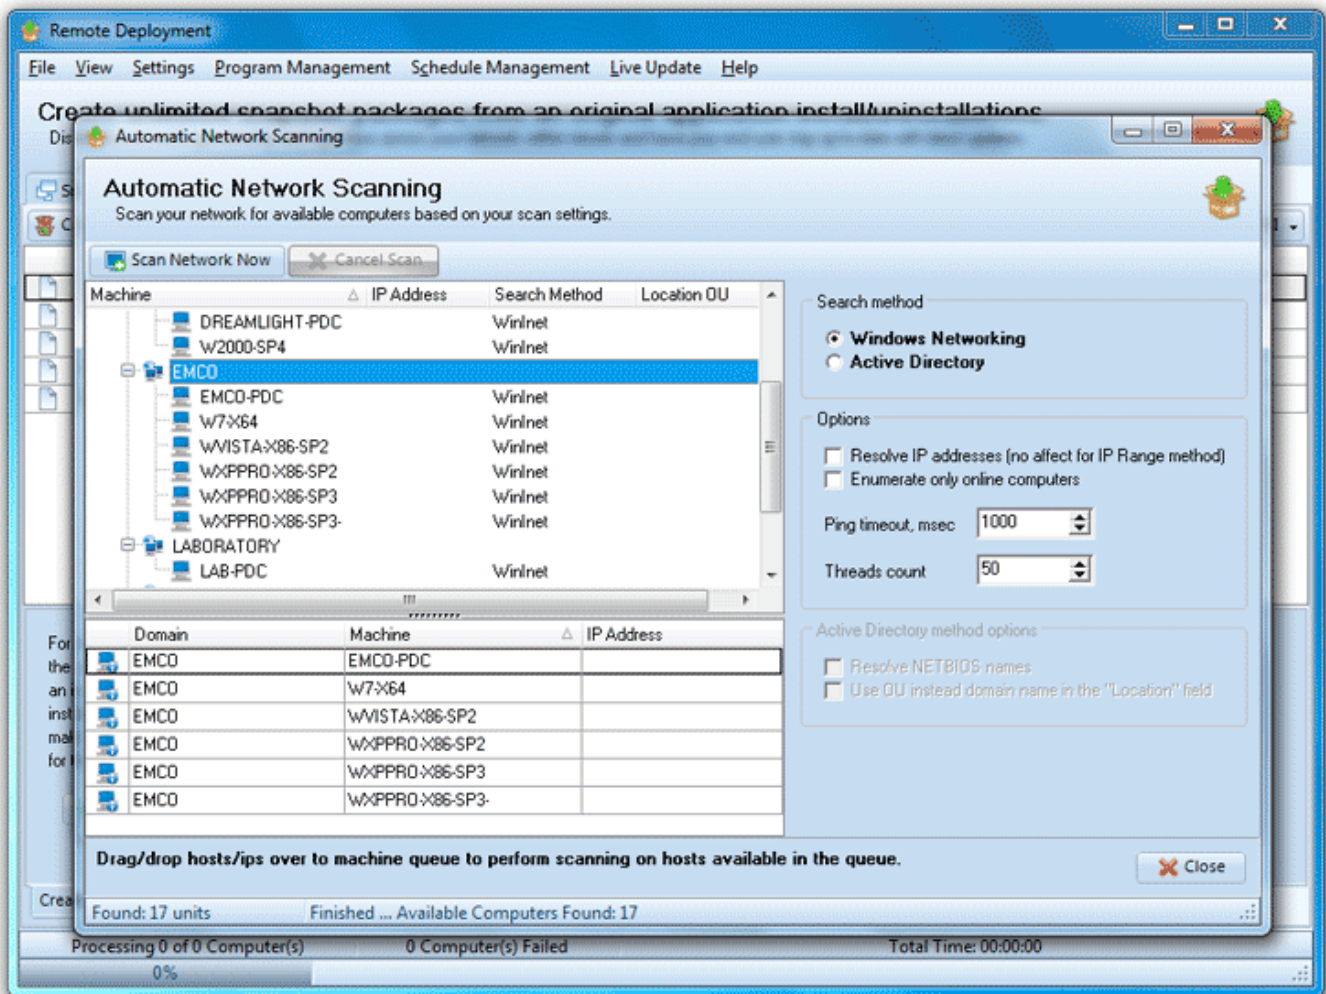 Remote Deployment
File View Settings Program Management Schedule Management Live Update Help
Create unlimited snapshot packages from an original application install/uninstallations
Dis
Automatic Network Scanning
Automatic Network Scanning
Scan your network for available computers based on your scan settings.
Scan Network Now Cancel Scan
Machine IP Address Search Method Location OU
DREAMLIGHT-PDC WinInet
W2000-SP4 WinInet
EMCO
EMCO-PDC WinInet
W7-X64 WinInet
WVISTA-X86-SP2 WinInet
WXPPRO-X86-SP2 WinInet
WXPPRO-X86-SP3 WinInet
WXPPRO-X86-SP3- WinInet
LABORATORY
LAB-PDC WinInet
Search method
Windows Networking
Active Directory
Options
Resolve IP addresses (no affect for IP Range method)
Enumerate only online computers
Ping timeout, msec 1000
Threads count 50
Active Directory method options
Resolve NETBIOS names
Use OU instead domain name in the "Location" field
Domain Machine IP Address
EMCO EMCO-PDC
EMCO W7-X64
EMCO WVISTA-X86-SP2
EMCO WXPPRO-X86-SP2
EMCO WXPPRO-X86-SP3
EMCO WXPPRO-X86-SP3-
For
the
an i
inst
mal
for
Drag/drop hosts/ips over to machine queue to perform scanning on hosts available in the queue.
Close
Crea
Found: 17 units Finished ... Available Computers Found: 17
Processing 0 of 0 Computer(s) 0 Computer(s) Failed Total Time: 00:00:00
0%